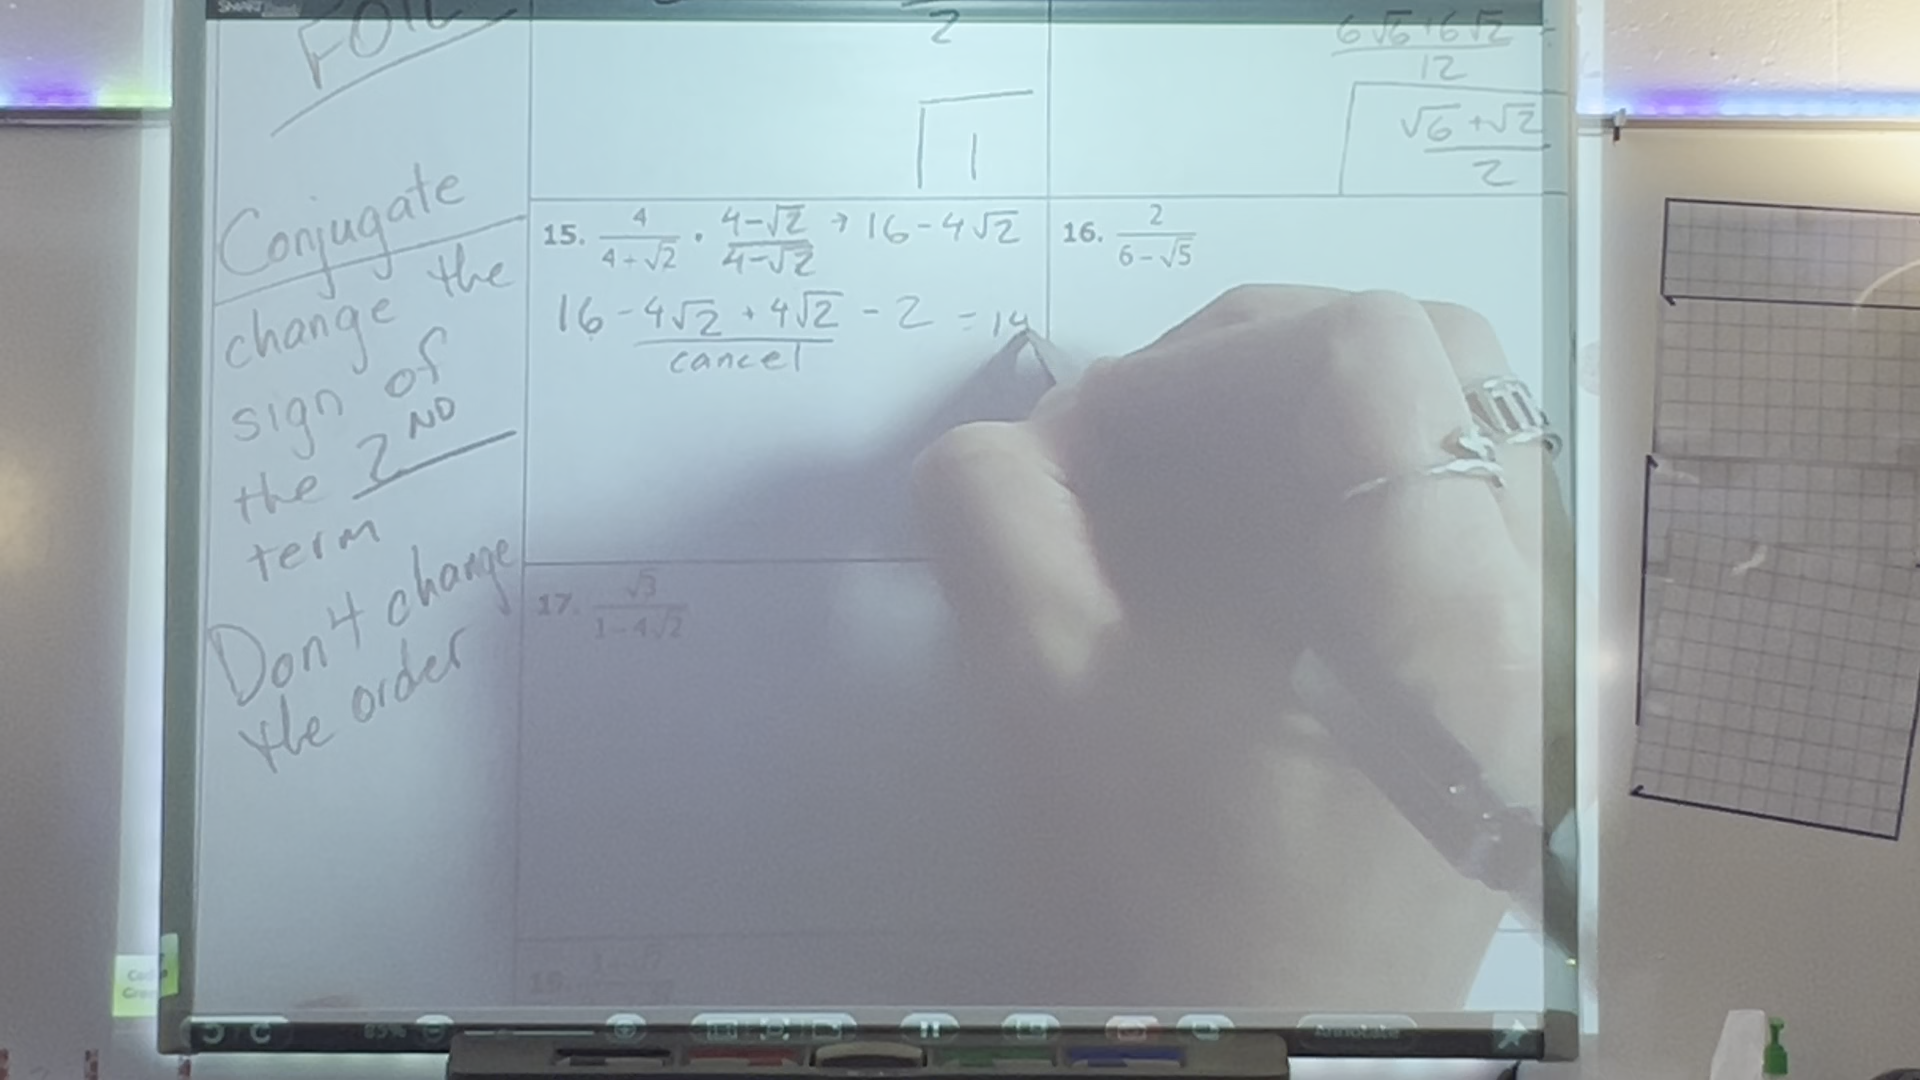 FOIL
Conjugate
change the
sign of
the 2ND
term
Don't change
the order
2
1
6√6+6√2
12
√6+√2
2
15. 4/(4+√2) · (4-√2)/(4-√2) → 16-4√2
16 - 4√2 + 4√2 - 2 = 14
cancel
16. 2/(6-√5)
17. √3/(1-4√2)
85%
Annotate